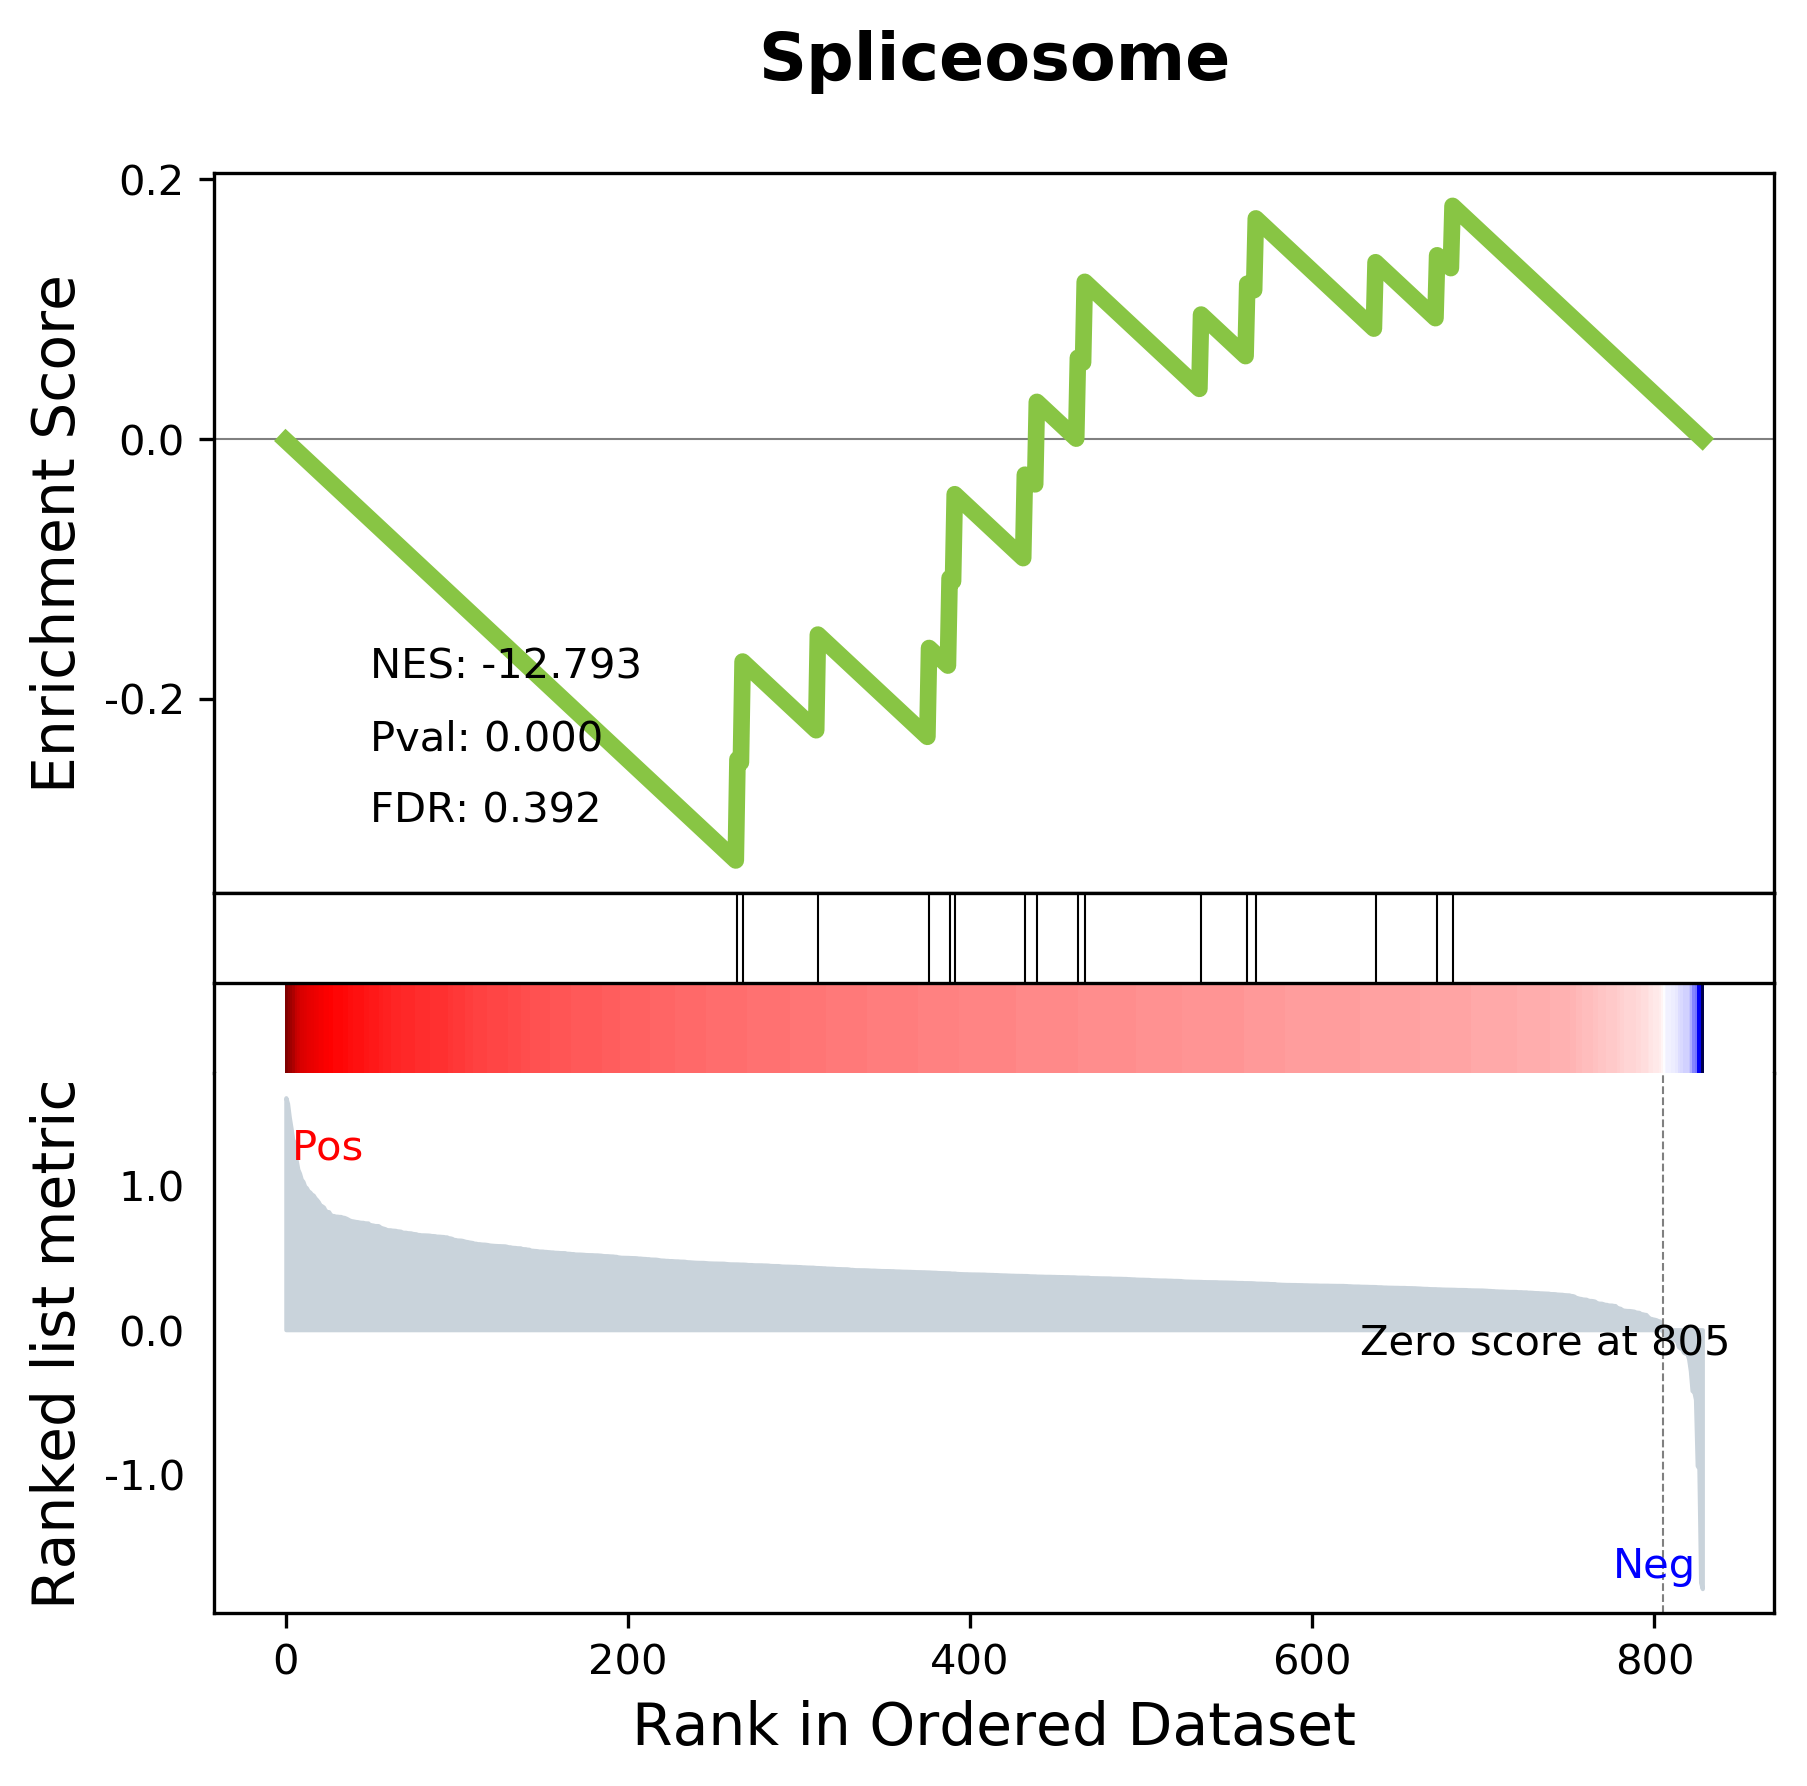 Spliceosome
Enrichment Score
0.2
0.0
-0.2
NES: -12.793
Pval: 0.000
FDR: 0.392
Ranked list metric
1.0
0.0
-1.0
Pos
Zero score at 805
Neg
0 200 400 600 800
Rank in Ordered Dataset